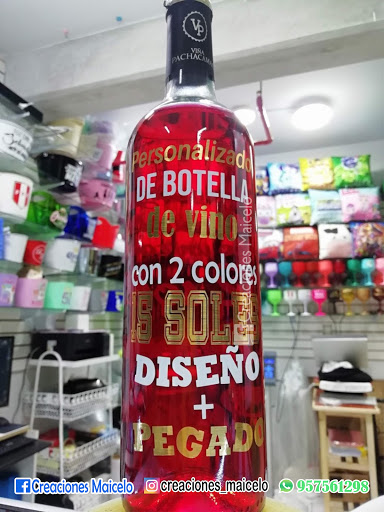 VP
VIÑA
PACHACAMAC
Personalizado
DE BOTELLA
de vino
con 2 colores
15 SOLES
DISEÑO
+
PEGADO
Creaciones Maicelo
Creaciones Maicelo creaciones_maicelo 957561298